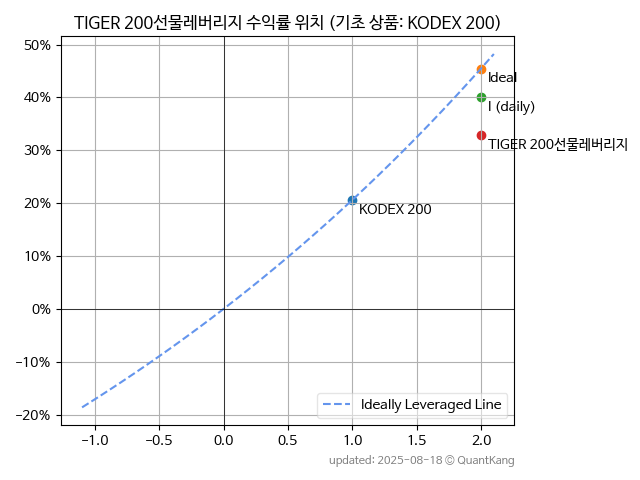 TIGER 200선물레버리지 수익률 위치 (기초 상품: KODEX 200)
50%
40%
30%
20%
10%
0%
−10%
−20%
Ideal
I (daily)
TIGER 200선물레버리지
KODEX 200
Ideally Leveraged Line
−1.0 −0.5 0.0 0.5 1.0 1.5 2.0
updated: 2025-08-18 © QuantKang